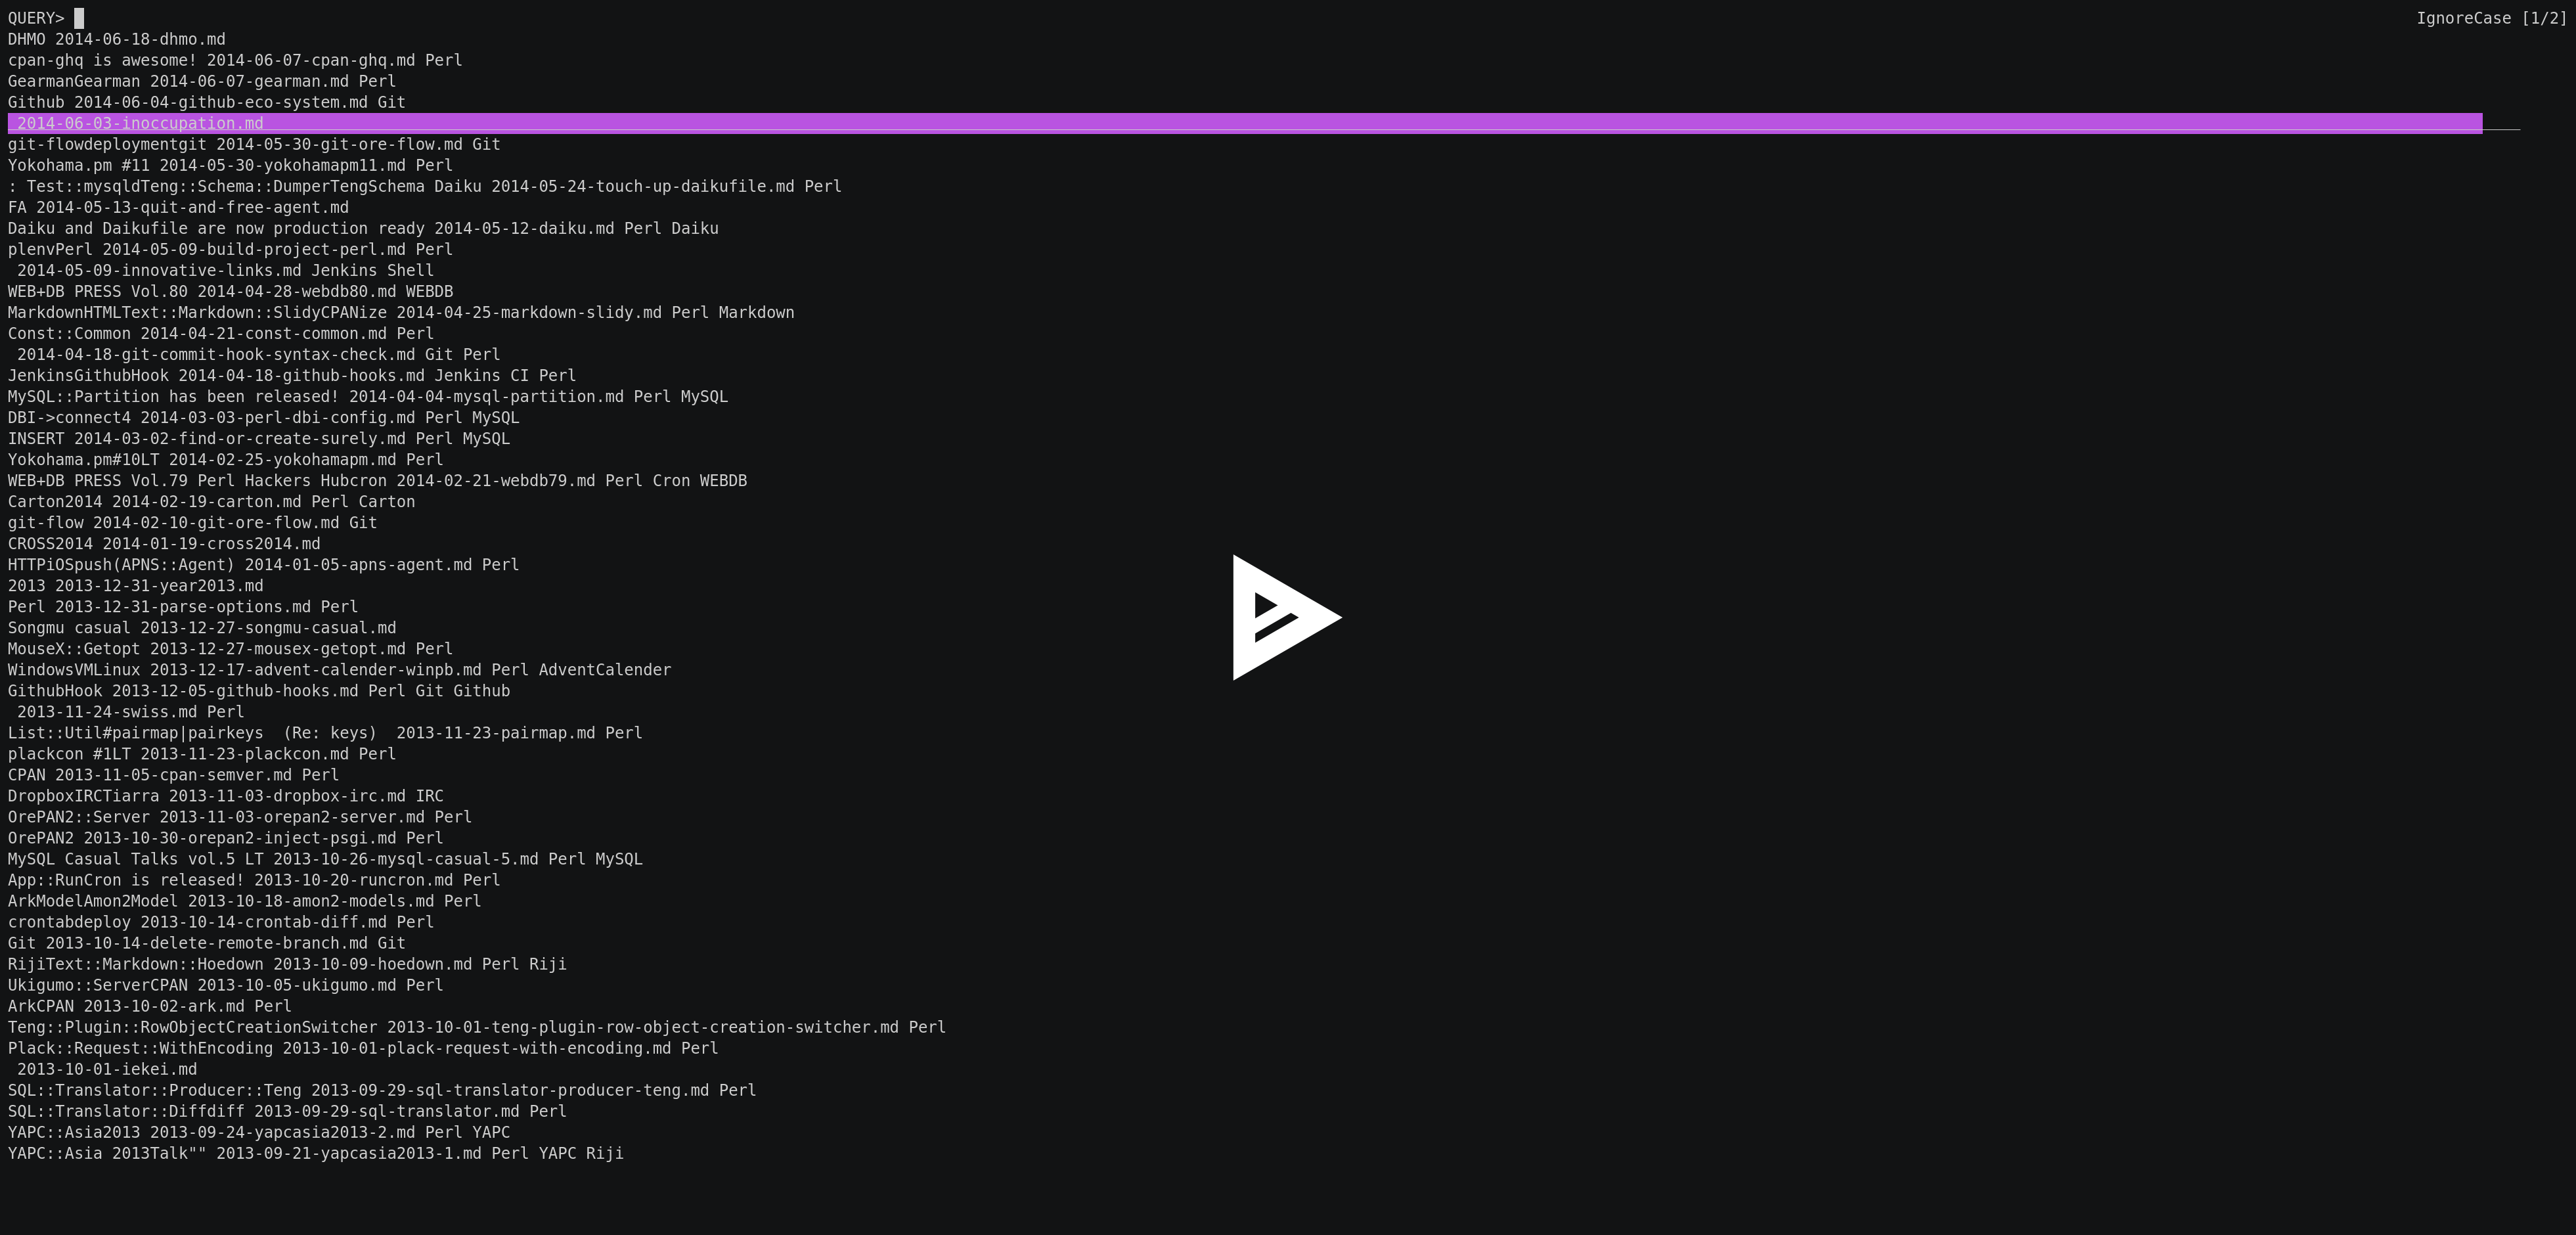 QUERY> IgnoreCase [1/2]
DHMO 2014-06-18-dhmo.md
cpan-ghq is awesome! 2014-06-07-cpan-ghq.md Perl
GearmanGearman 2014-06-07-gearman.md Perl
Github 2014-06-04-github-eco-system.md Git
2014-06-03-inoccupation.md
git-flowdeploymentgit 2014-05-30-git-ore-flow.md Git
Yokohama.pm #11 2014-05-30-yokohamapm11.md Perl
: Test::mysqldTeng::Schema::DumperTengSchema Daiku 2014-05-24-touch-up-daikufile.md Perl
FA 2014-05-13-quit-and-free-agent.md
Daiku and Daikufile are now production ready 2014-05-12-daiku.md Perl Daiku
plenvPerl 2014-05-09-build-project-perl.md Perl
2014-05-09-innovative-links.md Jenkins Shell
WEB+DB PRESS Vol.80 2014-04-28-webdb80.md WEBDB
MarkdownHTMLText::Markdown::SlidyCPANize 2014-04-25-markdown-slidy.md Perl Markdown
Const::Common 2014-04-21-const-common.md Perl
2014-04-18-git-commit-hook-syntax-check.md Git Perl
JenkinsGithubHook 2014-04-18-github-hooks.md Jenkins CI Perl
MySQL::Partition has been released! 2014-04-04-mysql-partition.md Perl MySQL
DBI->connect4 2014-03-03-perl-dbi-config.md Perl MySQL
INSERT 2014-03-02-find-or-create-surely.md Perl MySQL
Yokohama.pm#10LT 2014-02-25-yokohamapm.md Perl
WEB+DB PRESS Vol.79 Perl Hackers Hubcron 2014-02-21-webdb79.md Perl Cron WEBDB
Carton2014 2014-02-19-carton.md Perl Carton
git-flow 2014-02-10-git-ore-flow.md Git
CROSS2014 2014-01-19-cross2014.md
HTTPiOSpush(APNS::Agent) 2014-01-05-apns-agent.md Perl
2013 2013-12-31-year2013.md
Perl 2013-12-31-parse-options.md Perl
Songmu casual 2013-12-27-songmu-casual.md
MouseX::Getopt 2013-12-27-mousex-getopt.md Perl
WindowsVMLinux 2013-12-17-advent-calender-winpb.md Perl AdventCalender
GithubHook 2013-12-05-github-hooks.md Perl Git Github
2013-11-24-swiss.md Perl
List::Util#pairmap|pairkeys  (Re: keys)  2013-11-23-pairmap.md Perl
plackcon #1LT 2013-11-23-plackcon.md Perl
CPAN 2013-11-05-cpan-semver.md Perl
DropboxIRCTiarra 2013-11-03-dropbox-irc.md IRC
OrePAN2::Server 2013-11-03-orepan2-server.md Perl
OrePAN2 2013-10-30-orepan2-inject-psgi.md Perl
MySQL Casual Talks vol.5 LT 2013-10-26-mysql-casual-5.md Perl MySQL
App::RunCron is released! 2013-10-20-runcron.md Perl
ArkModelAmon2Model 2013-10-18-amon2-models.md Perl
crontabdeploy 2013-10-14-crontab-diff.md Perl
Git 2013-10-14-delete-remote-branch.md Git
RijiText::Markdown::Hoedown 2013-10-09-hoedown.md Perl Riji
Ukigumo::ServerCPAN 2013-10-05-ukigumo.md Perl
ArkCPAN 2013-10-02-ark.md Perl
Teng::Plugin::RowObjectCreationSwitcher 2013-10-01-teng-plugin-row-object-creation-switcher.md Perl
Plack::Request::WithEncoding 2013-10-01-plack-request-with-encoding.md Perl
2013-10-01-iekei.md
SQL::Translator::Producer::Teng 2013-09-29-sql-translator-producer-teng.md Perl
SQL::Translator::Diffdiff 2013-09-29-sql-translator.md Perl
YAPC::Asia2013 2013-09-24-yapcasia2013-2.md Perl YAPC
YAPC::Asia 2013Talk"" 2013-09-21-yapcasia2013-1.md Perl YAPC Riji